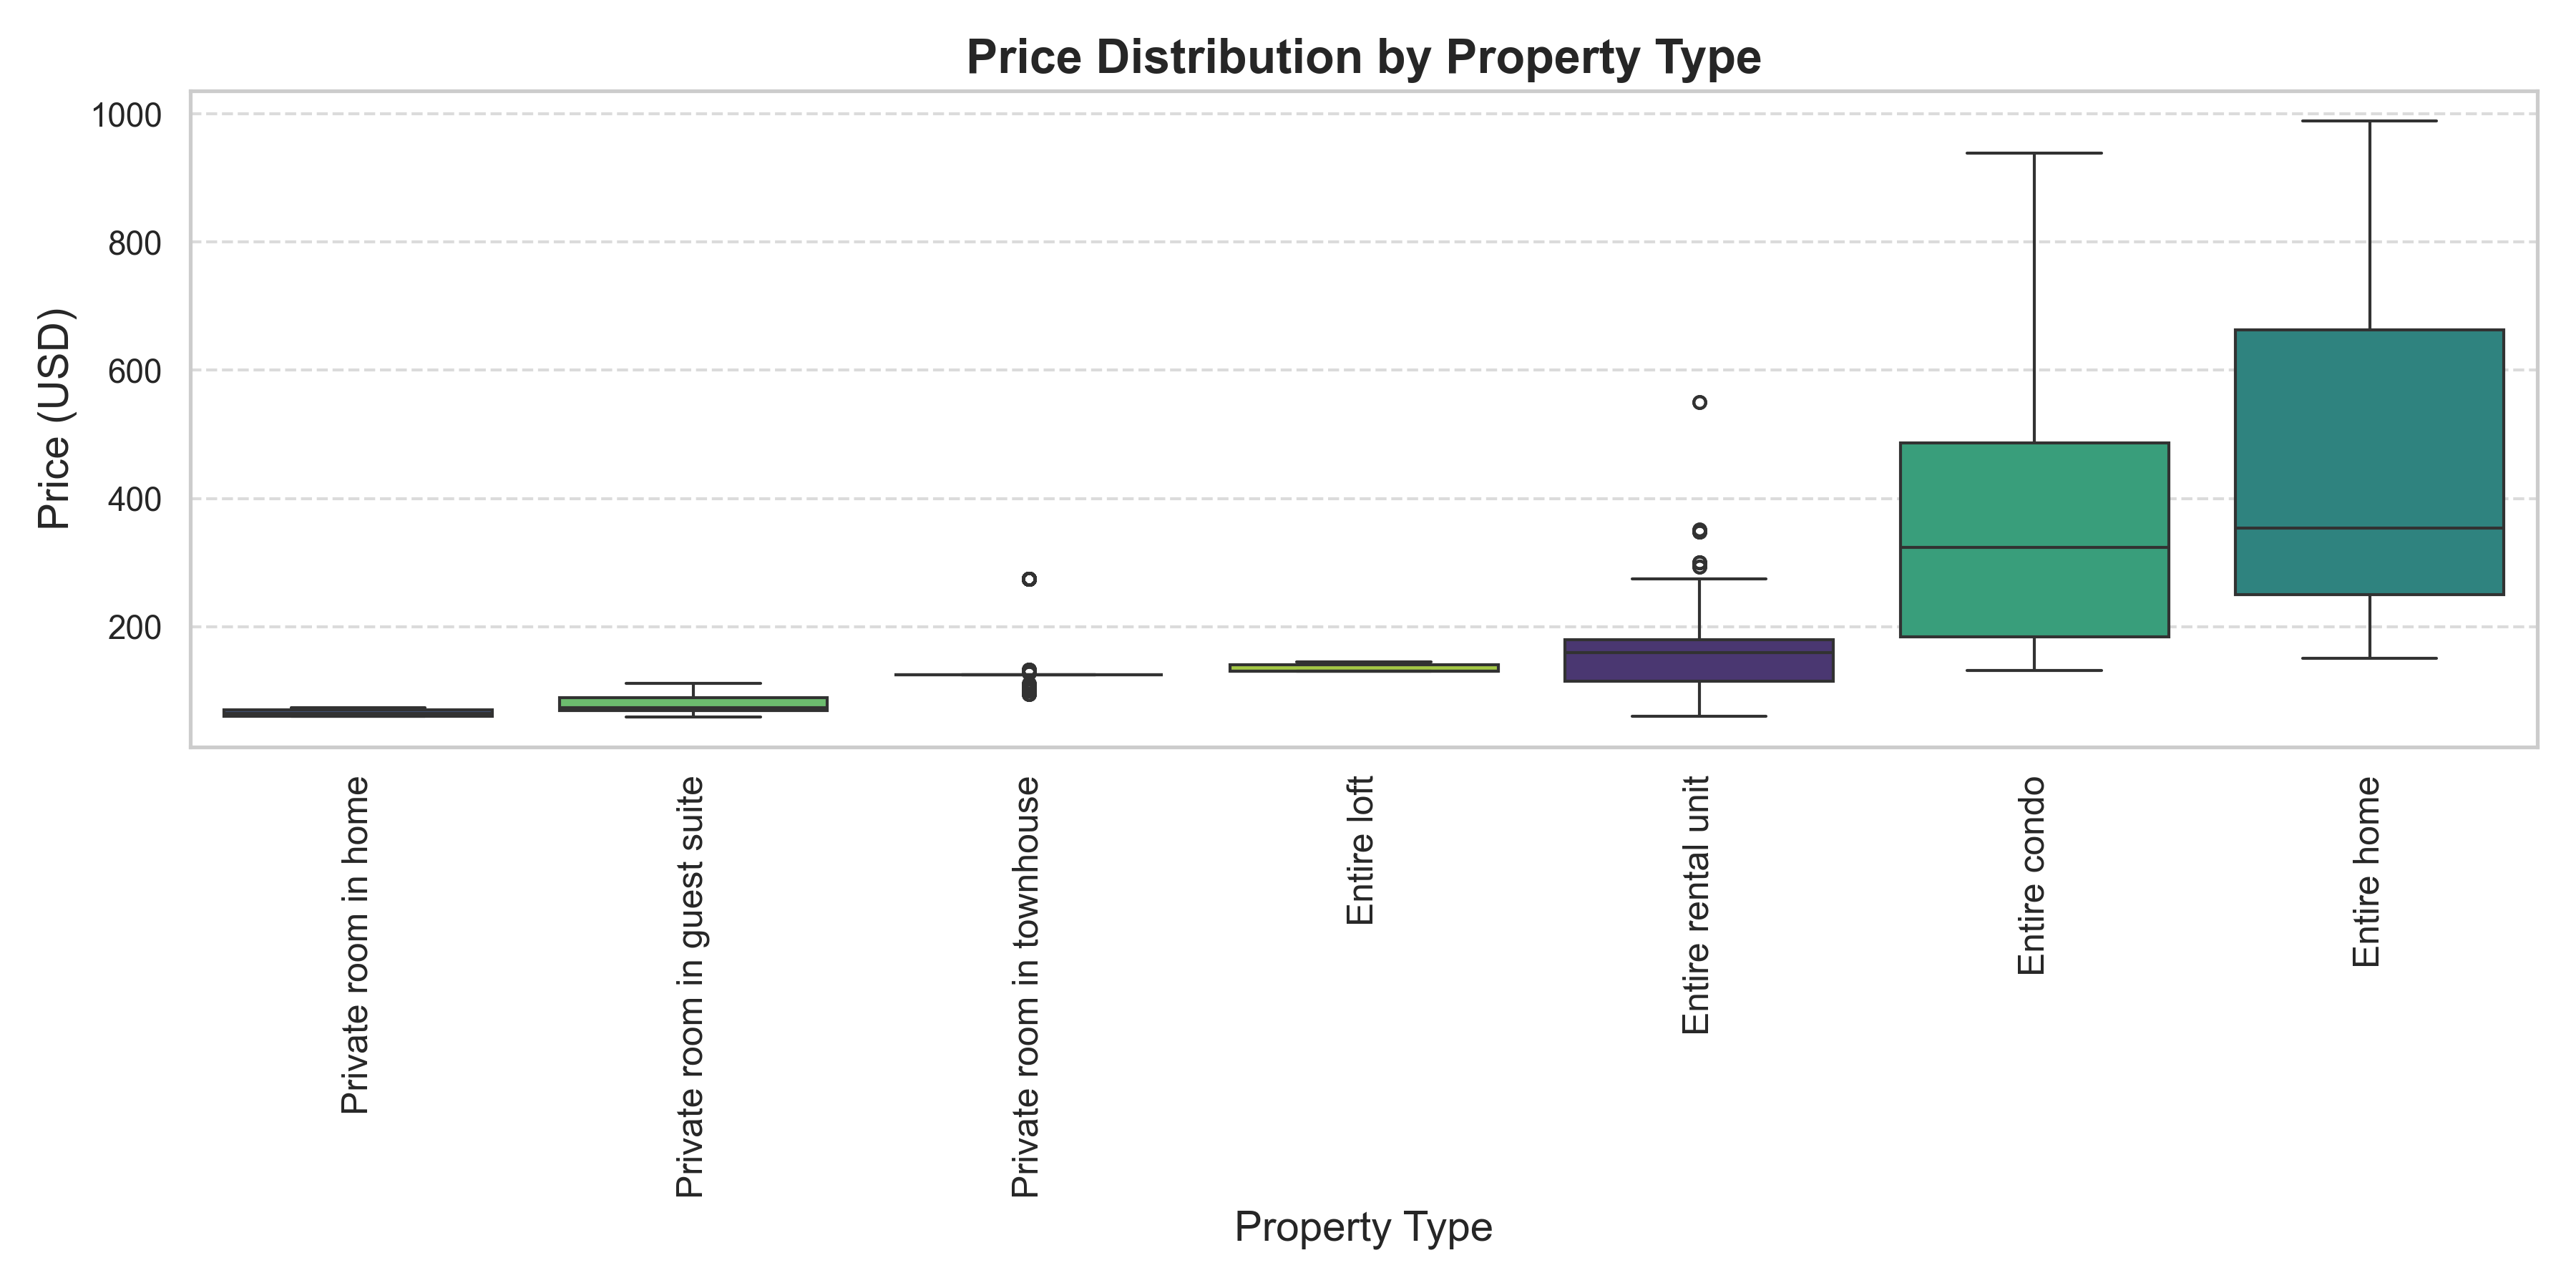 Price Distribution by Property Type
Price (USD)
1000
800
600
400
200
Private room in home
Private room in guest suite
Private room in townhouse
Entire loft
Entire rental unit
Entire condo
Entire home
Property Type